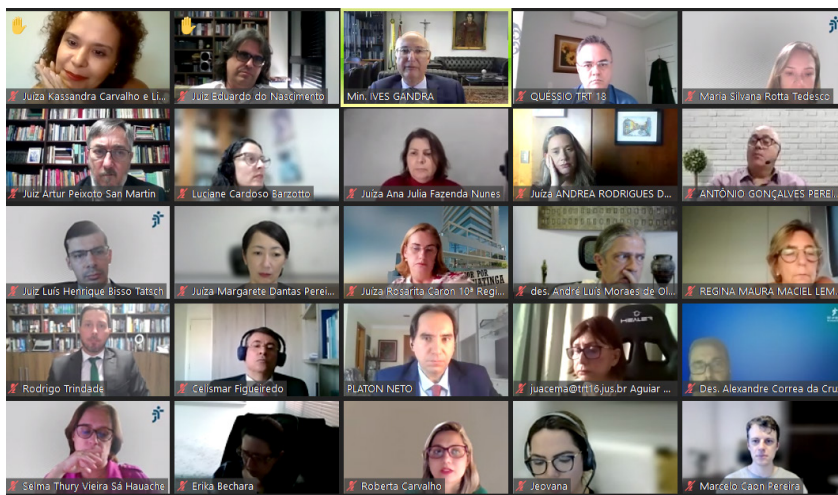 Juíza Kassandra Carvalho e Li...
Juiz Eduardo do Nascimento
Min. IVES GANDRA
QUÉSSIO TRT 18
Maria Silvana Rotta Tedesco
Juiz Artur Peixoto San Martin
Luciane Cardoso Barzotto
Juíza Ana Julia Fazenda Nunes
Juíza ANDREA RODRIGUES D...
ANTÔNIO GONÇALVES PEREI...
Juiz Luís Henrique Bisso Tatsch
Juíza Margarete Dantas Perei...
Juíza Rosarita Caron 10ª Regi...
des. André Luís Moraes de Ol...
REGINA MAURA MACIEL LEM...
Rodrigo Trindade
Celismar Figueiredo
PLATON NETO
HEALER
juacema@trt16.jus.br Aguiar ...
Des. Alexandre Correa da Cru
Selma Thury Vieira Sá Hauache
Erika Bechara
Roberta Carvalho
Jeovana
Marcelo Caon Pereira